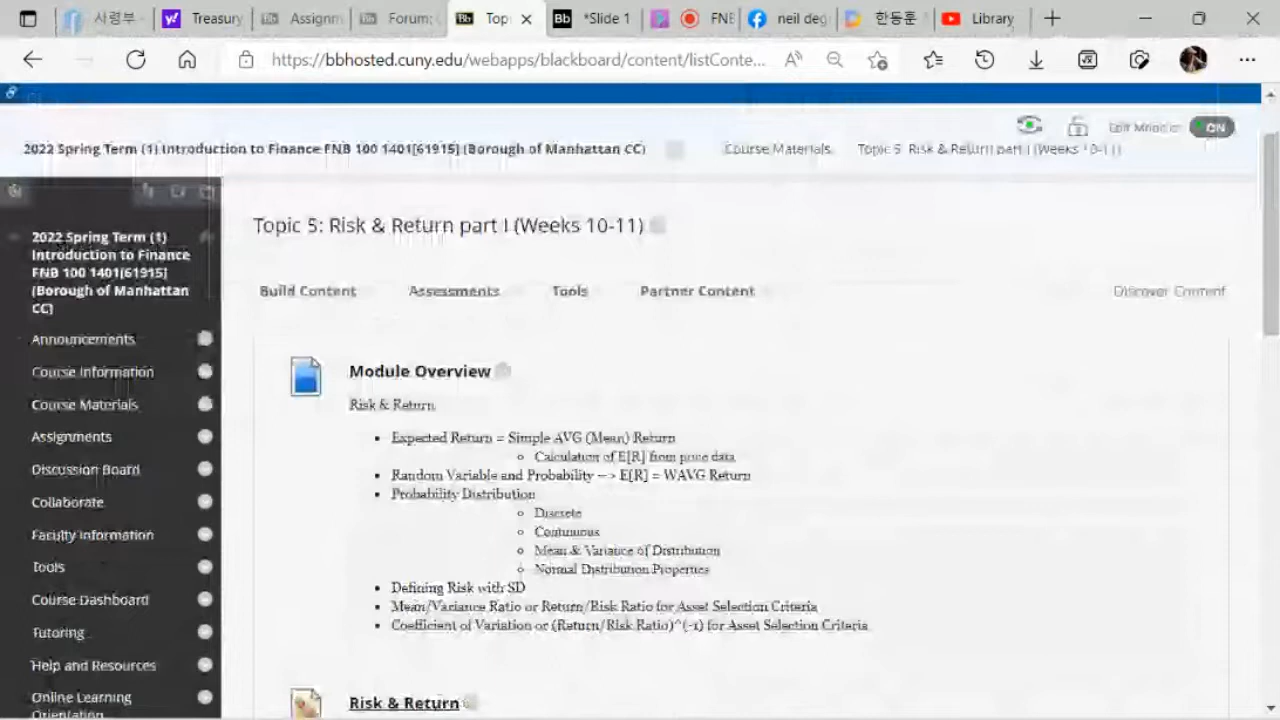 사령부
Treasury
Assignm
Forum:
Top
*Slide 1
FNE
neil deg
한동훈
Library
https://bbhosted.cuny.edu/webapps/blackboard/content/listConte...
Edit Mode is: ON
2022 Spring Term (1) Introduction to Finance FNB 100 1401[61915] (Borough of Manhattan CC)
Course Materials
Topic 5: Risk & Return part I (Weeks 10-11)
2022 Spring Term (1)
Introduction to Finance
FNB 100 1401[61915]
(Borough of Manhattan
CC)
Announcements
Course Information
Course Materials
Assignments
Discussion Board
Collaborate
Faculty Information
Tools
Course Dashboard
Tutoring
Help and Resources
Online Learning
Orientation
Topic 5: Risk & Return part I (Weeks 10-11)
Build Content
Assessments
Tools
Partner Content
Discover Content
Module Overview
Risk & Return
Expected Return = Simple AVG (Mean) Return
Calculation of E[R] from price data
Random Variable and Probability --> E[R] = WAVG Return
Probability Distribution
Discrete
Continuous
Mean & Variance of Distribution
Normal Distribution Properties
Defining Risk with SD
Mean/Variance Ratio or Return/Risk Ratio for Asset Selection Criteria
Coefficient of Variation or (Return/Risk Ratio)^(-1) for Asset Selection Criteria
Risk & Return